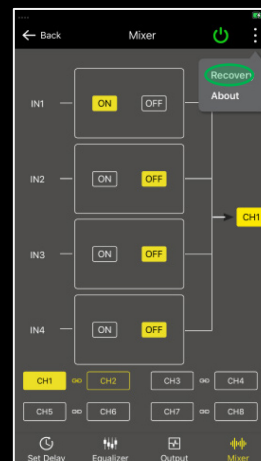 Back Mixer
Recovery
About
IN1 ON OFF
IN2 ON OFF
CH1
IN3 ON OFF
IN4 ON OFF
CH1 CH2 CH3 CH4
CH5 CH6 CH7 CH8
Set Delay Equalizer Output Mixer